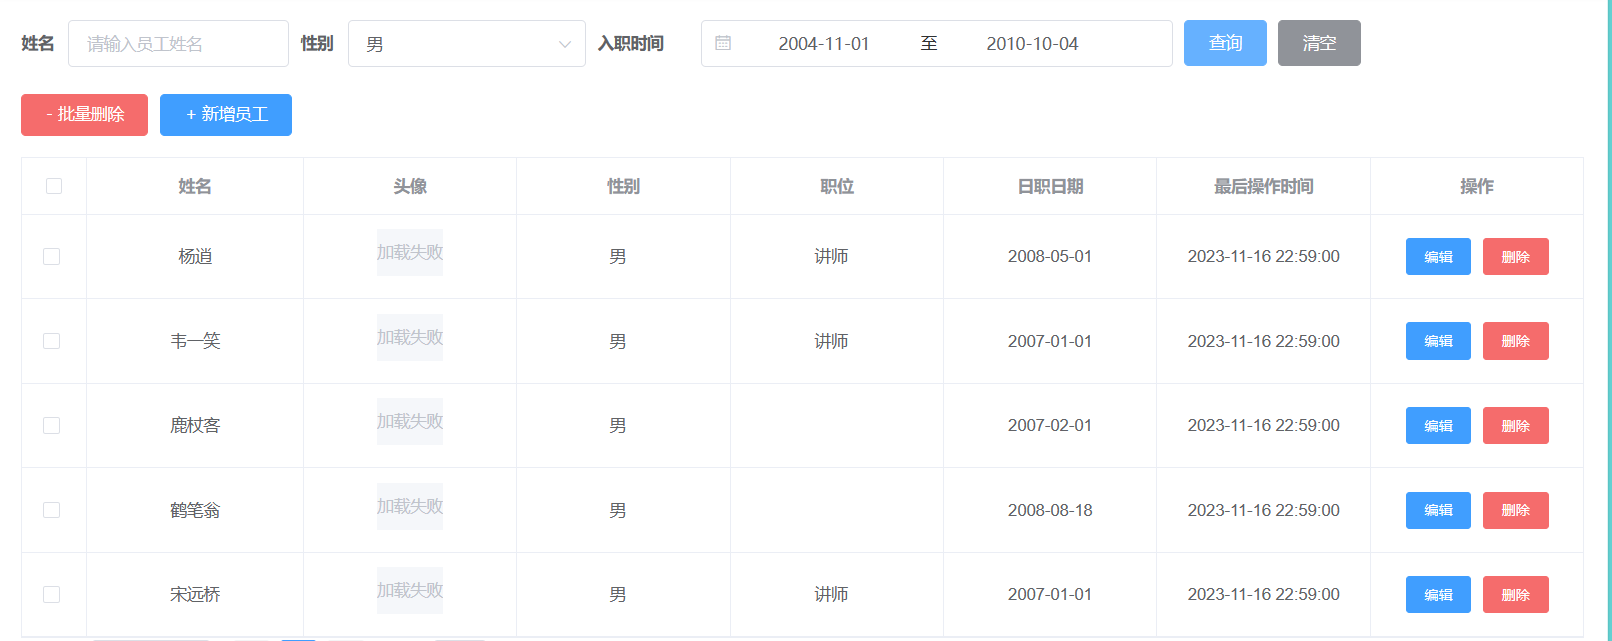 姓名 请输入员工姓名 性别 男 入职时间 2004-11-01 至 2010-10-04 查询 清空
- 批量删除 + 新增员工
姓名 头像 性别 职位 日职日期 最后操作时间 操作
杨逍 加载失败 男 讲师 2008-05-01 2023-11-16 22:59:00 编辑 删除
韦一笑 加载失败 男 讲师 2007-01-01 2023-11-16 22:59:00 编辑 删除
鹿杖客 加载失败 男 2007-02-01 2023-11-16 22:59:00 编辑 删除
鹤笔翁 加载失败 男 2008-08-18 2023-11-16 22:59:00 编辑 删除
宋远桥 加载失败 男 讲师 2007-01-01 2023-11-16 22:59:00 编辑 删除